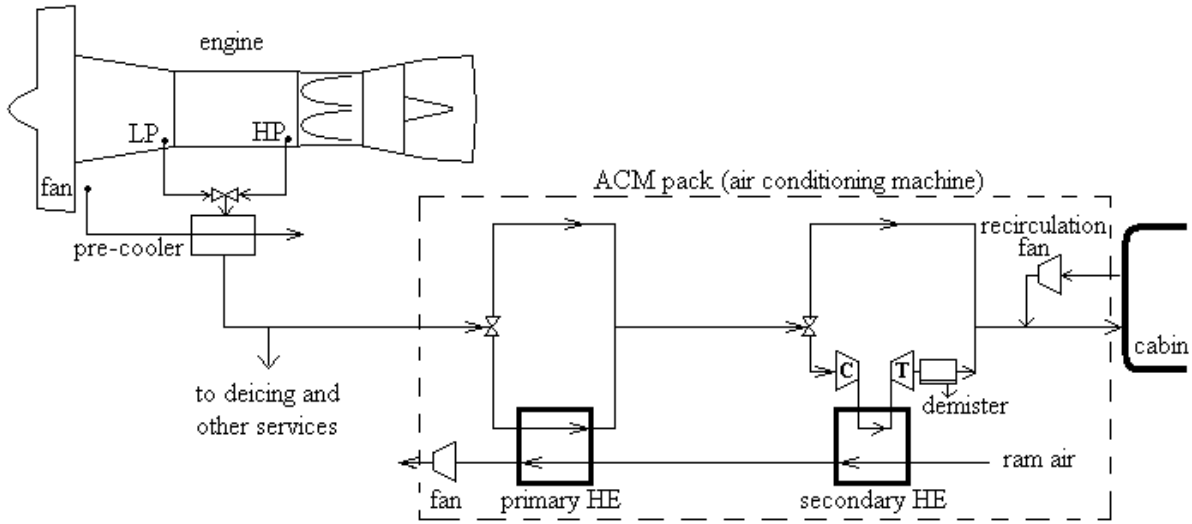 engine
LP
HP
fan
pre-cooler
ACM pack (air conditioning machine)
recirculation
fan
cabin
C
T
demister
to deicing and
other services
ram air
fan
primary HE
secondary HE